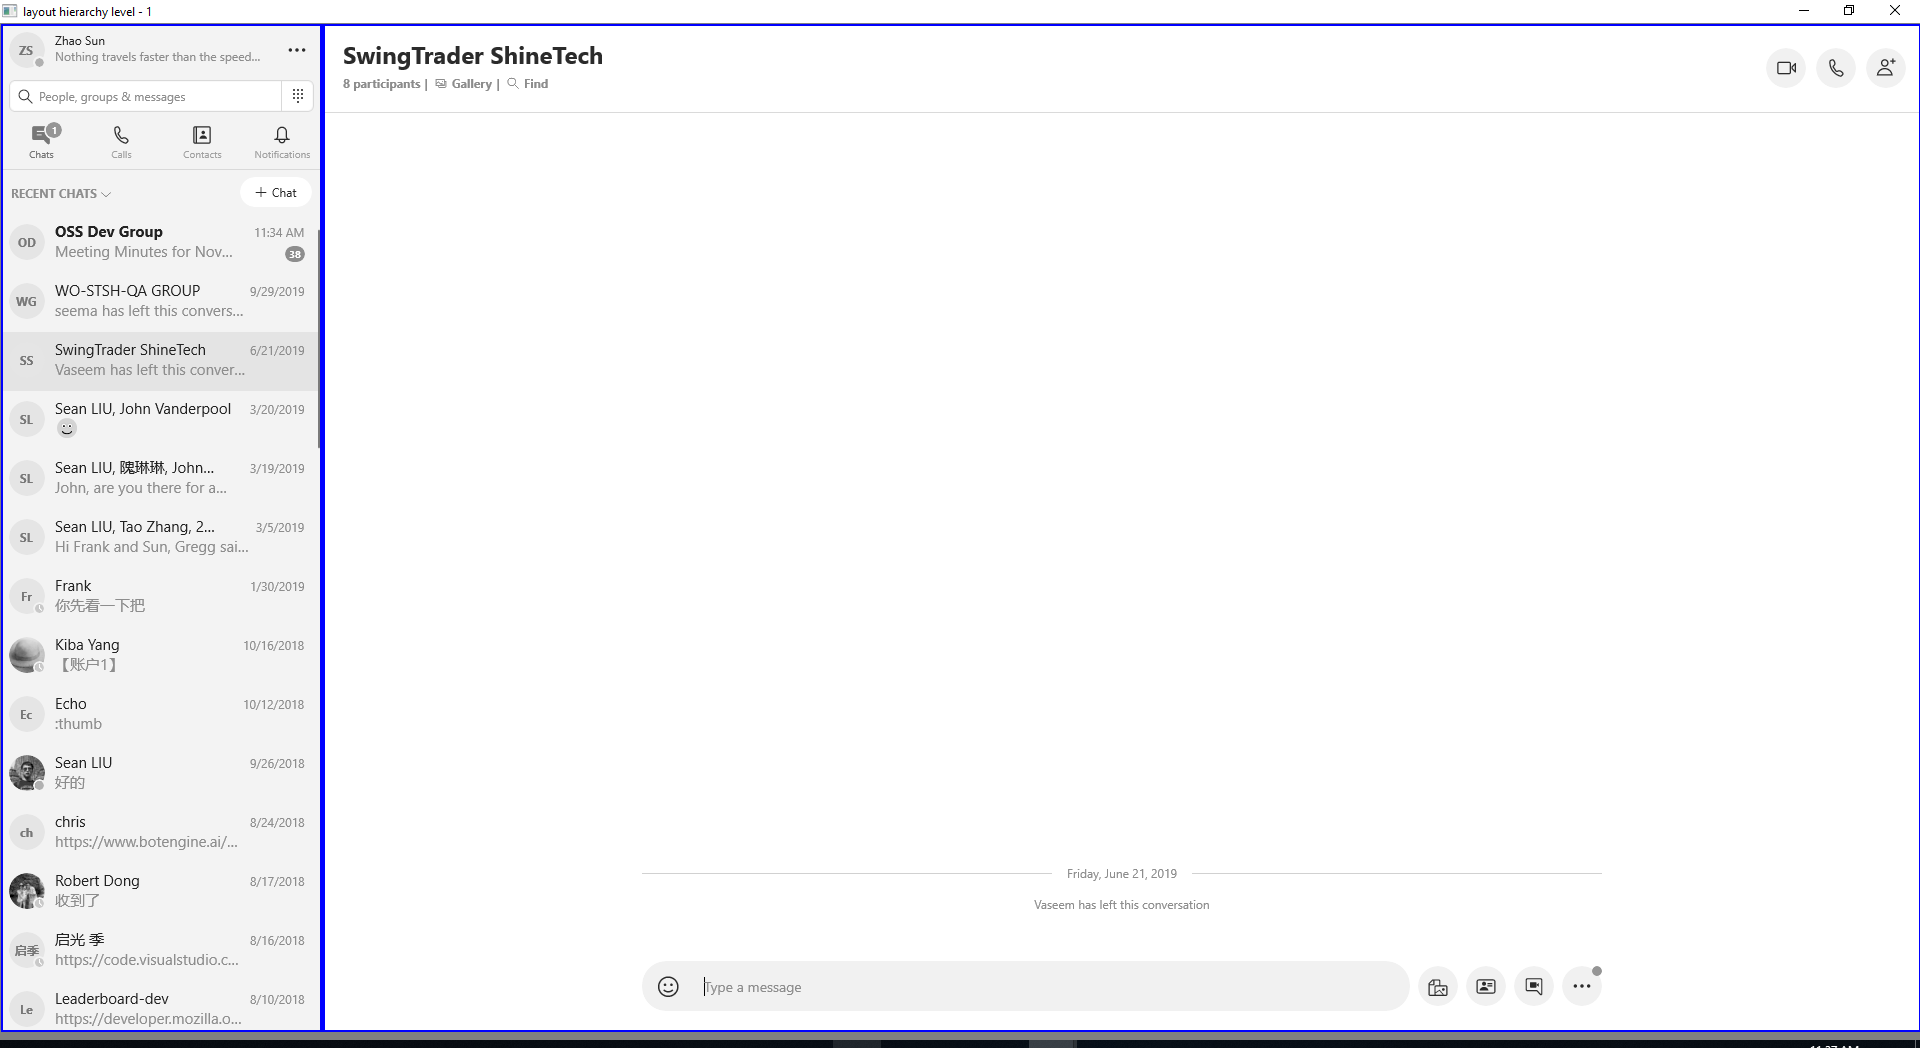 layout hierarchy level - 1
ZS
Zhao Sun
Nothing travels faster than the speed...
People, groups & messages
1
Chats
Calls
Contacts
Notifications
RECENT CHATS
+ Chat
OD
OSS Dev Group
11:34 AM
Meeting Minutes for Nov...
38
WG
WO-STSH-QA GROUP
9/29/2019
seema has left this convers...
SS
SwingTrader ShineTech
6/21/2019
Vaseem has left this conver...
SL
Sean LIU, John Vanderpool
3/20/2019
SL
Sean LIU, 隗琳琳, John...
3/19/2019
John, are you there for a...
SL
Sean LIU, Tao Zhang, 2...
3/5/2019
Hi Frank and Sun, Gregg sai...
Fr
Frank
1/30/2019
你先看一下把
Kiba Yang
10/16/2018
【账户1】
Ec
Echo
10/12/2018
:thumb
Sean LIU
9/26/2018
好的
ch
chris
8/24/2018
https://www.botengine.ai/...
Robert Dong
8/17/2018
收到了
启季
启光 季
8/16/2018
https://code.visualstudio.c...
Le
Leaderboard-dev
8/10/2018
https://developer.mozilla.o...
SwingTrader ShineTech
8 participants | Gallery | Find
Friday, June 21, 2019
Vaseem has left this conversation
Type a message